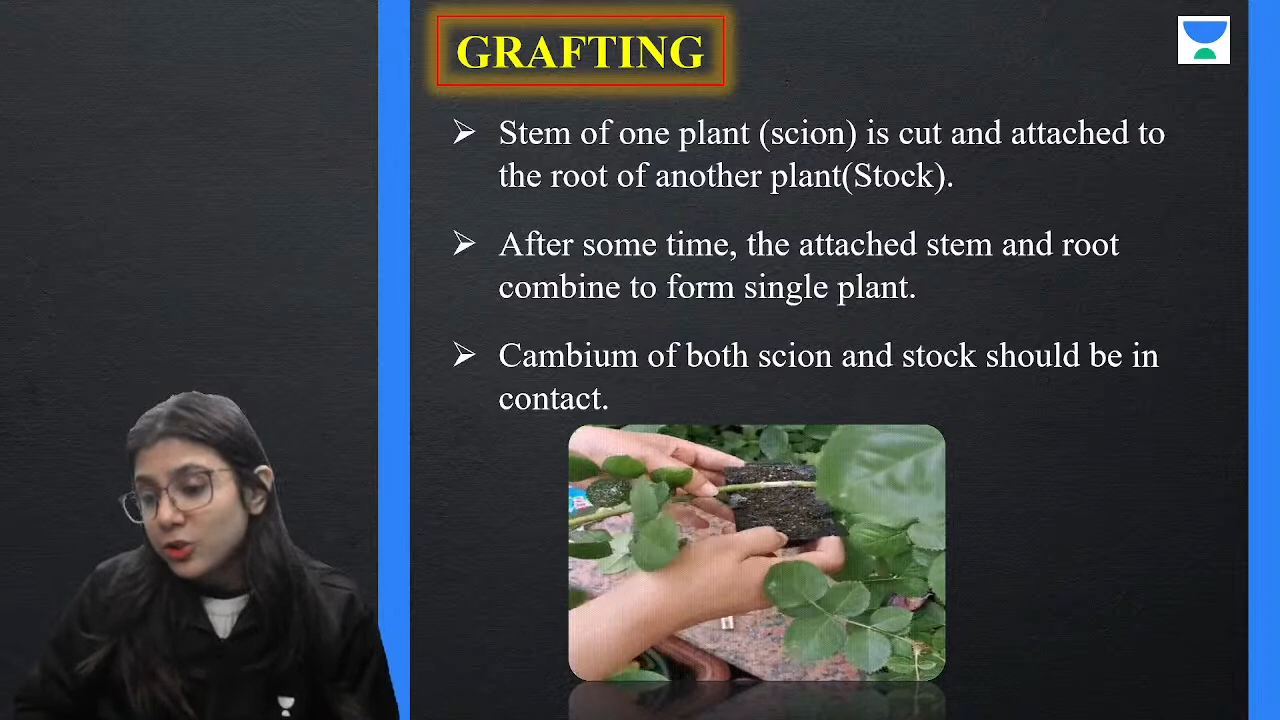 GRAFTING
Stem of one plant (scion) is cut and attached to
the root of another plant(Stock).
After some time, the attached stem and root
combine to form single plant.
Cambium of both scion and stock should be in
contact.